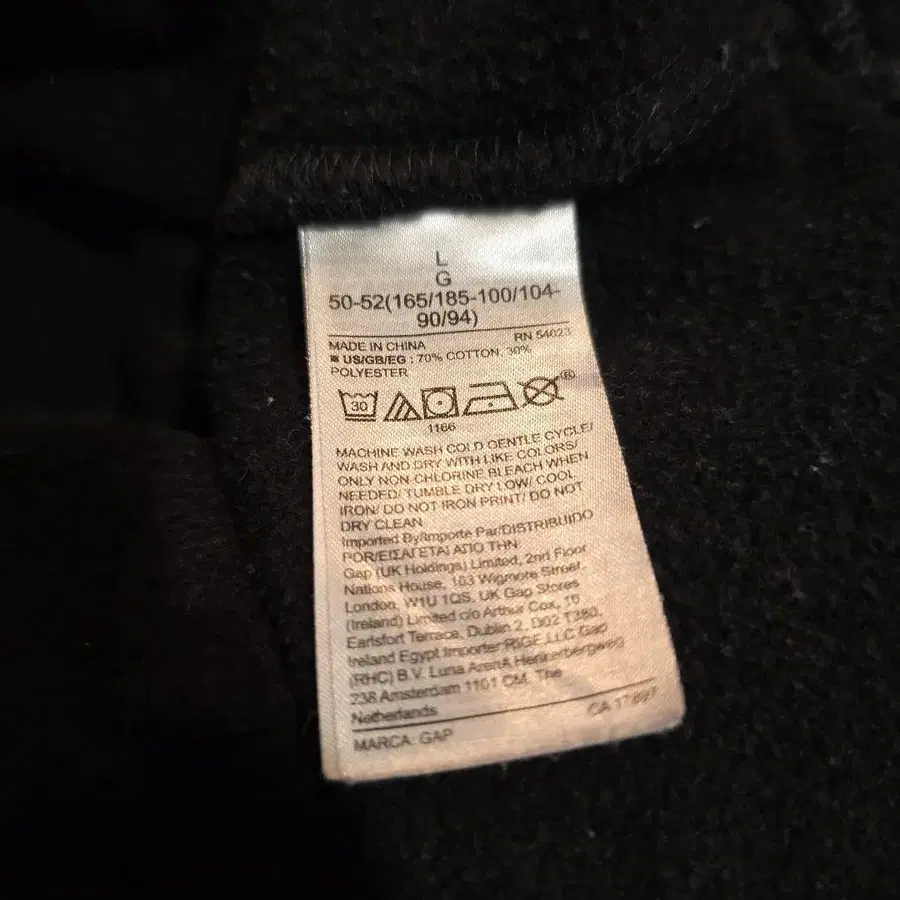 L
G
50-52(165/185-100/104-
90/94)
RN 54023
MADE IN CHINA
US/GB/EG : 70% COTTON, 30%
POLYESTER
30
®
1166
MACHINE WASH COLD GENTLE CYCLE/
WASH AND DRY WITH LIKE COLORS/
ONLY NON-CHLORINE BLEACH WHEN
NEEDED/ TUMBLE DRY LOW/ COOL
IRON/ DO NOT IRON PRINT/ DO NOT
DRY CLEAN
Imported By/Importe Par/DISTRIBUIDO
POR/ΕΙΣΑΓΕΤΑΙ ΑΠΟ ΤΗΝ:
Gap (UK Holdings) Limited, 2nd Floor
Nations House, 103 Wigmore Street,
London, W1U 1QS, UK Gap Stores
(Ireland) Limited c/o Arthur Cox, 10
Earlsfort Terrace, Dublin 2, D02 T380,
Ireland Egypt Importer:RIGE LLC Gap
(RHC) B.V. Luna ArenA Herikerbergweg
238 Amsterdam 1101 CM, The
Netherlands
CA
MARCA: GAP